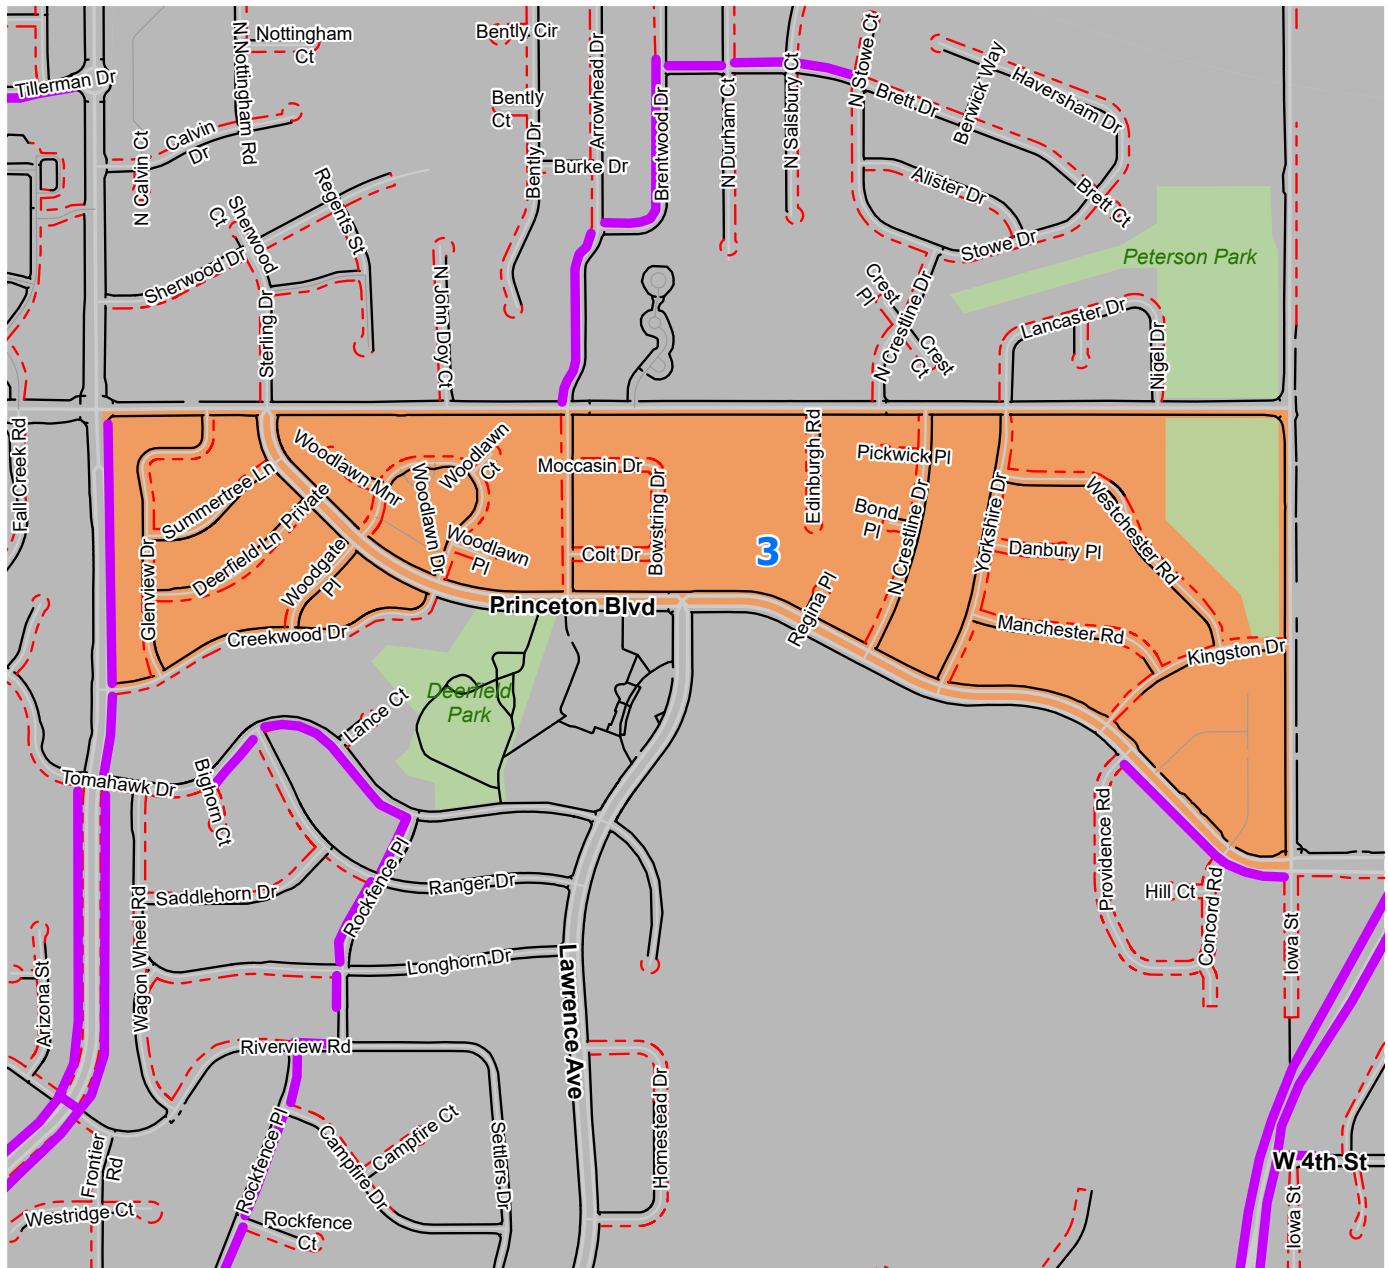 Nottingham
Ct
Bently Cir
N Nottingham Rd
Tillerman Dr
Bently
Ct
Arrowhead Dr
Brentwood Dr
N Durham Ct
N Salsbury Ct
N Stowe Ct
Brett Dr
Berwick Way
Haversham Dr
N Calvin Ct
Calvin
Dr
Bently Dr
Burke Dr
Alister Dr
Brett Ct
Stowe Dr
Peterson Park
Regents St
Sherwood
Ct
Sherwood Dr
Sterling Dr
N John Doy Ct
Crest
Pl
N Crestline Dr
Crest
Ct
Lancaster Dr
Nigel Dr
Fall Creek Rd
Summertree Ln
Woodlawn Mnr
Woodlawn
Ct
Woodlawn Dr
Woodlawn
Pl
Private
Deerfield Ln
Woodgate
Pl
Glenview Dr
Creekwood Dr
Moccasin Dr
Bowstring Dr
Colt Dr
Edinburgh Rd
Pickwick Pl
Bond
Pl
N Crestline Dr
Yorkshire Dr
Westchester Rd
Danbury Pl
Manchester Rd
Kingston Dr
3
Regina Pl
Princeton Blvd
Deerfield
Park
Lance Ct
Tomahawk Dr
Bighorn Ct
Rockfence Pl
Ranger Dr
Saddlehorn Dr
Wagon Wheel Rd
Longhorn Dr
Lawrence Ave
Arizona St
Riverview Rd
Providence Rd
Hill Ct
Concord Rd
Iowa St
Homestead Dr
Settlers Dr
Campfire Ct
Campfire Dr
Rockfence Pl
Rockfence
Ct
Frontier
Rd
Westridge Ct
W 4th St
Iowa St